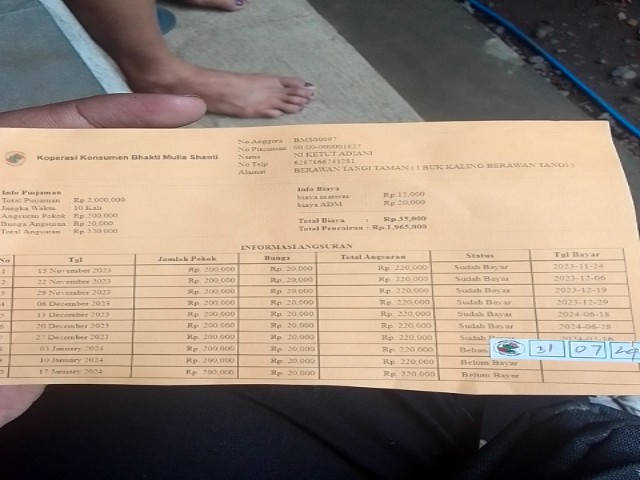 Koperasi Konsumen Bhakti Mulia Shanti
No Anggota : BMS00097
No Pinjaman : 00.00-000001627
Nama : NI KETUT ADIANI
No Telp
Alamat : BERAWAN TANGI TAMAN ( I BUK KALING BERAWAN TANGI )
Info Pinjaman
Total Pinjaman Rp.2,000,000
Jangka Waktu 10 Kali
Angsuran Pokok Rp.200,000
Bunga Angsuran Rp.20,000
Total Angsuran Rp.220,000
Info Biaya
biaya materai Rp.15,000
biaya ADM Rp.20,000
Total Biaya : Rp.35,000
Total Pencairan : Rp.1,965,000
INFORMASI ANGSURAN
No Tgl Jumlah Pokok Bunga Total Angsuran Status Tgl Bayar
1 15 November 2023 Rp. 200,000 Rp. 20,000 Rp. 220,000 Sudah Bayar 2023-11-24
2 22 November 2023 Rp. 200,000 Rp. 20,000 Rp. 220,000 Sudah Bayar 2023-12-06
3 29 November 2023 Rp. 200,000 Rp. 20,000 Rp. 220,000 Sudah Bayar 2023-12-19
4 06 December 2023 Rp. 200,000 Rp. 20,000 Rp. 220,000 Sudah Bayar 2023-12-29
5 13 December 2023 Rp. 200,000 Rp. 20,000 Rp. 220,000 Sudah Bayar 2024-06-18
6 20 December 2023 Rp. 200,000 Rp. 20,000 Rp. 220,000 Sudah Bayar 2024-06-28
27 December 2023 Rp. 200,000 Rp. 20,000 Rp. 220,000 Sudah
03 January 2024 Rp. 200,000 Rp. 20,000 Rp. 220,000 Belum 31 07 24
10 January 2024 Rp. 200,000 Rp. 20,000 Rp. 220,000 Belum Bayar
17 January 2024 Rp. 200,000 Rp. 20,000 Rp. 220,000 Belum Bayar